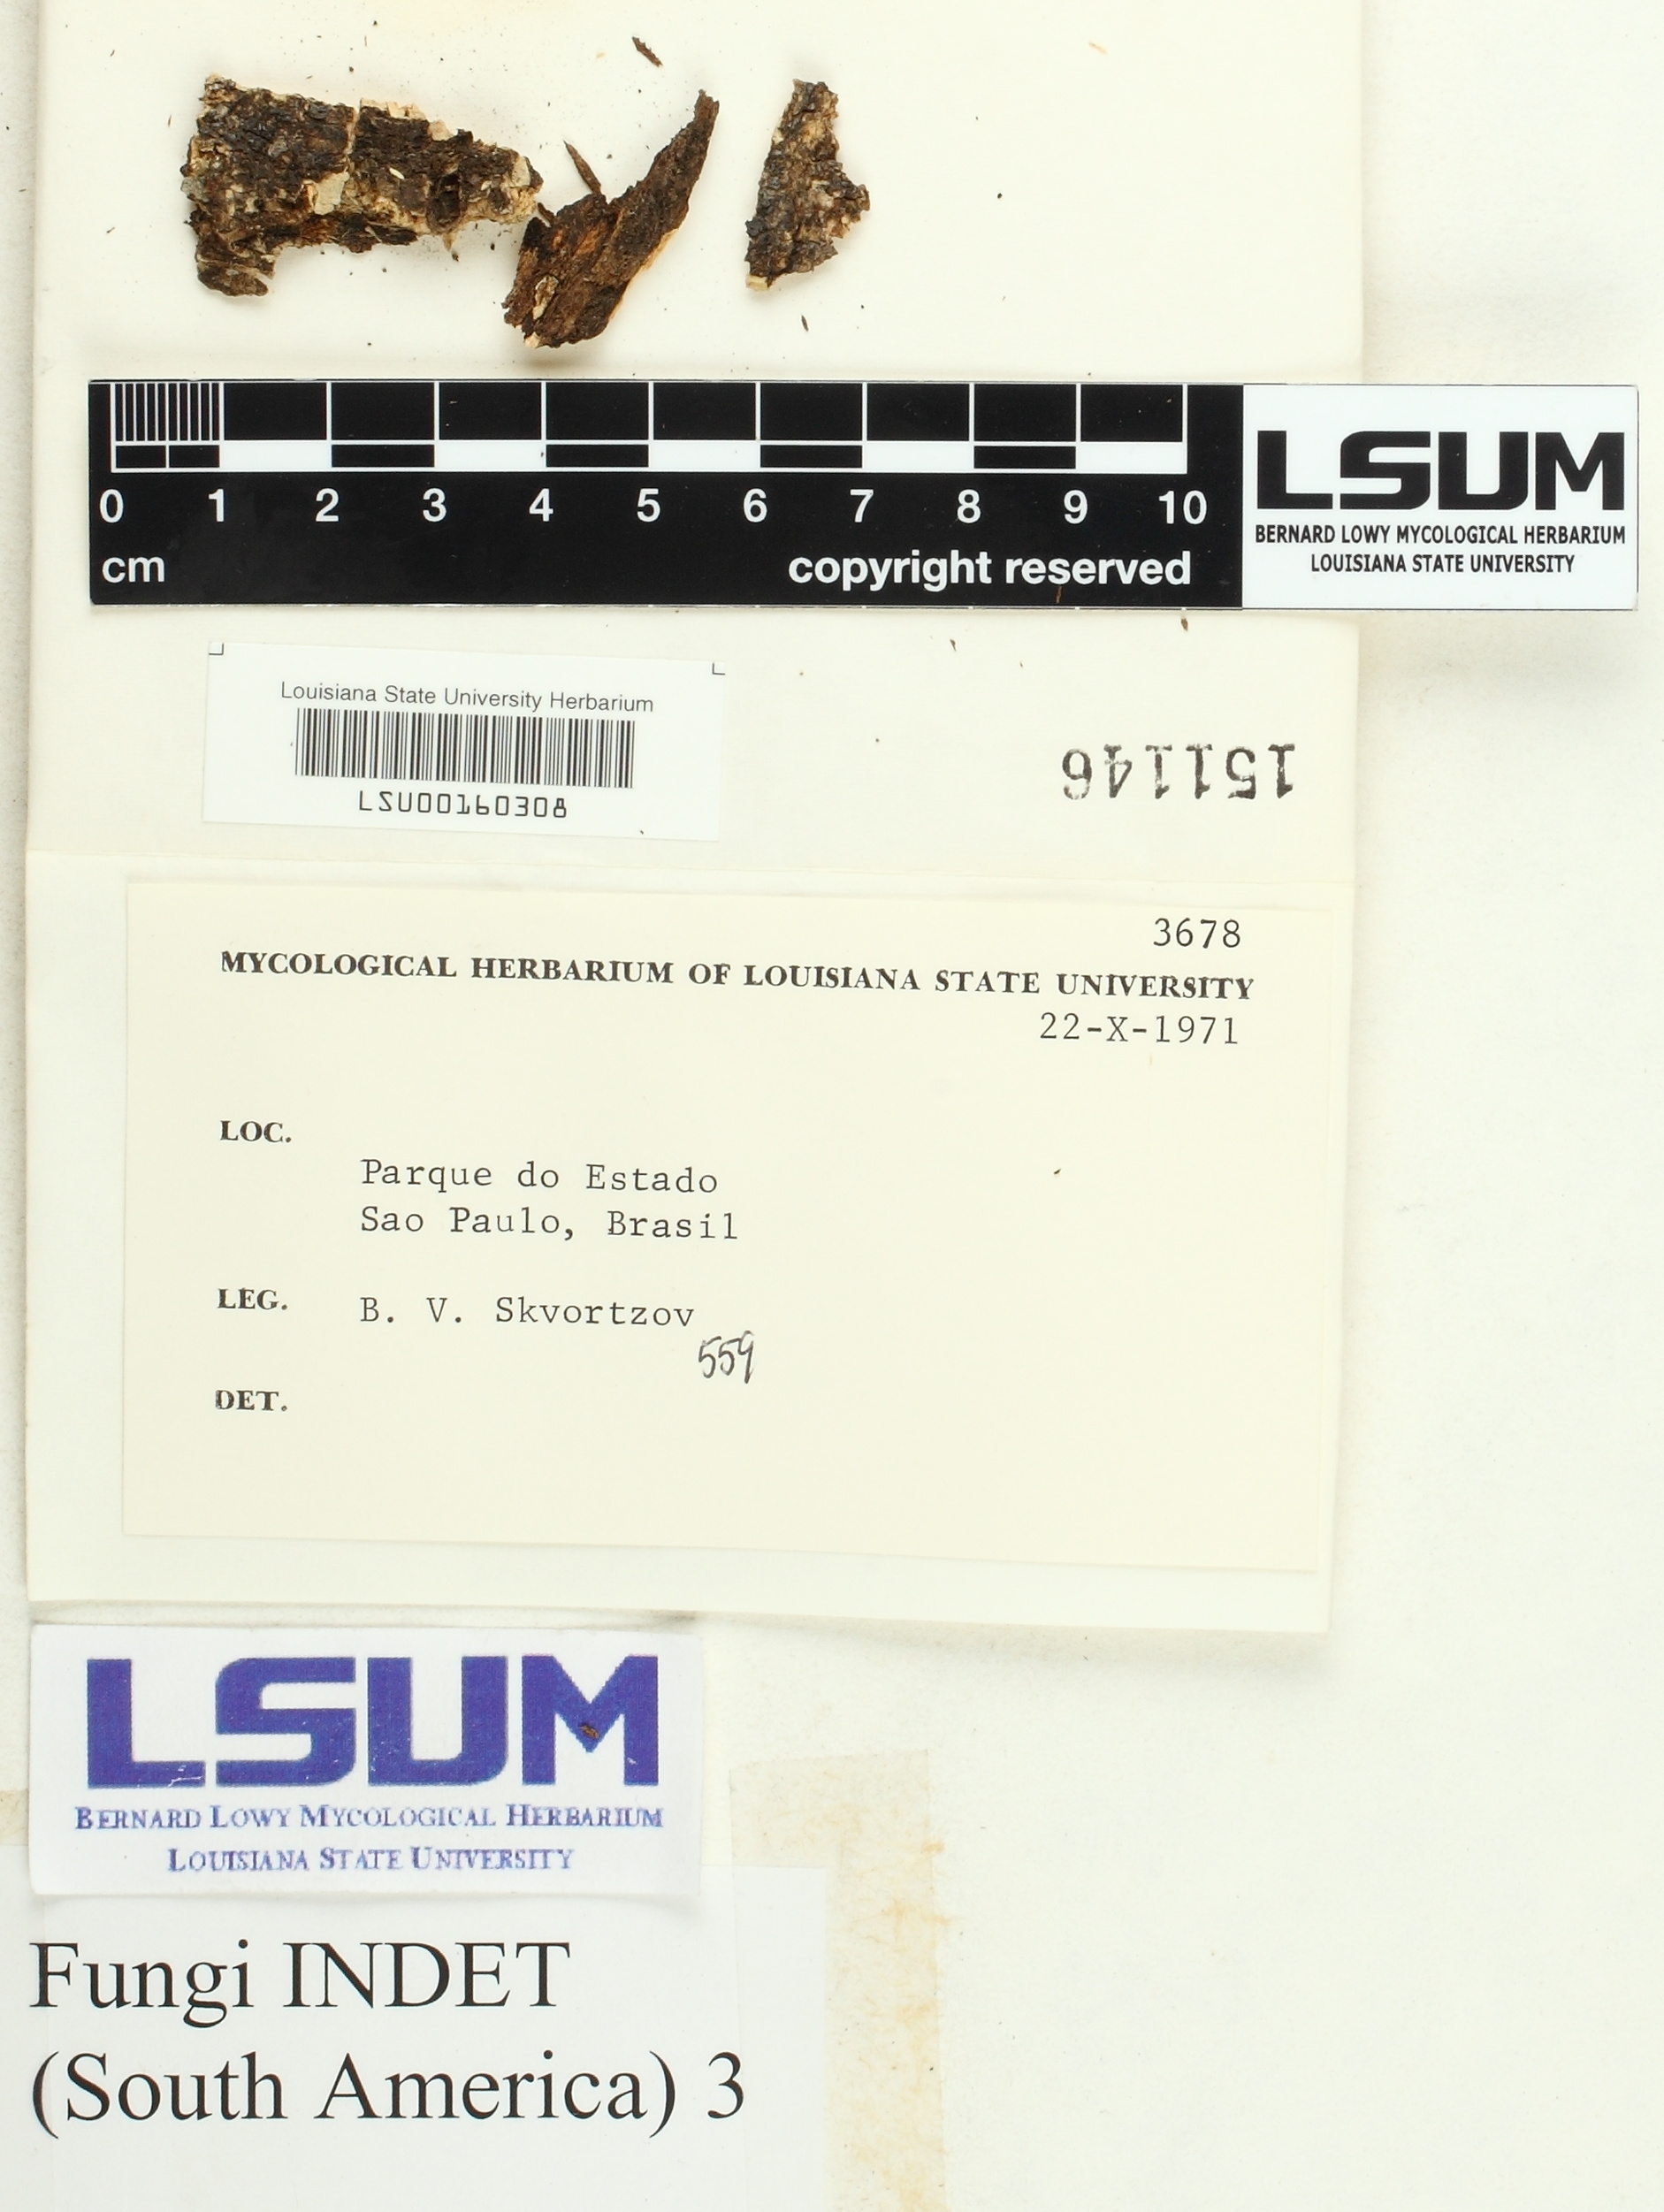 0 1 2 3 4 5 6 7 8 9 10
cm copyright reserved
LSUM
BERNARD LOWY MYCOLOGICAL HERBARIUM
LOUISIANA STATE UNIVERSITY
Louisiana State University Herbarium
LSU00160308
151146
3678
MYCOLOGICAL HERBARIUM OF LOUISIANA STATE UNIVERSITY
22-X-1971
LOC.
Parque do Estado
Sao Paulo, Brasil
LEG. B. V. Skvortzov
559
DET.
LSUM
BERNARD LOWY MYCOLOGICAL HERBARIUM
LOUISIANA STATE UNIVERSITY
Fungi INDET
(South America) 3